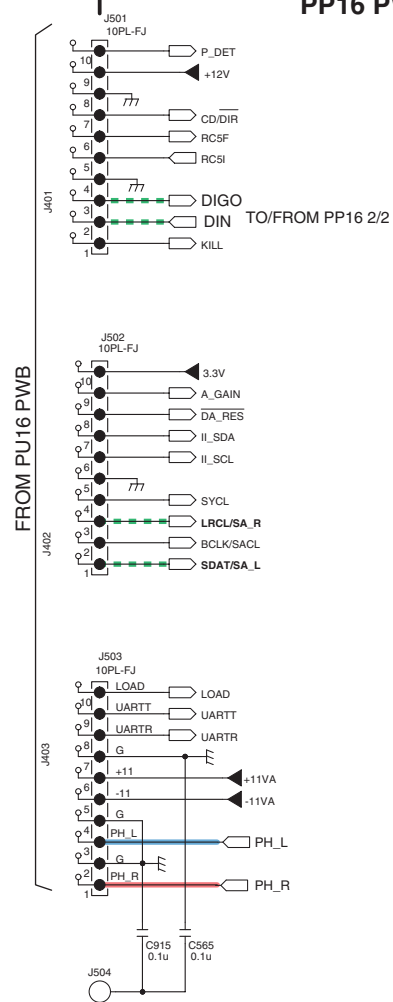 PP16 P
J501
10PL-FJ
P_DET
10
+12V
9
8
CD/DIR
7
RC5F
6
RC5I
5
4
DIGO
3
DIN TO/FROM PP16 2/2
2
KILL
1
J401
J502
10PL-FJ
3.3V
10
A_GAIN
9
DA_RES
8
II_SDA
7
II_SCL
6
5
SYCL
4
LRCL/SA_R
3
BCLK/SACL
2
SDAT/SA_L
1
FROM PU16 PWB
J402
J503
10PL-FJ
LOAD LOAD
10
UARTT UARTT
9
UARTR UARTR
8
G
7
+11 +11VA
6
-11 -11VA
5
G
4
PH_L PH_L
3
G
2
PH_R PH_R
1
J403
C915 C565
0.1u 0.1u
J504